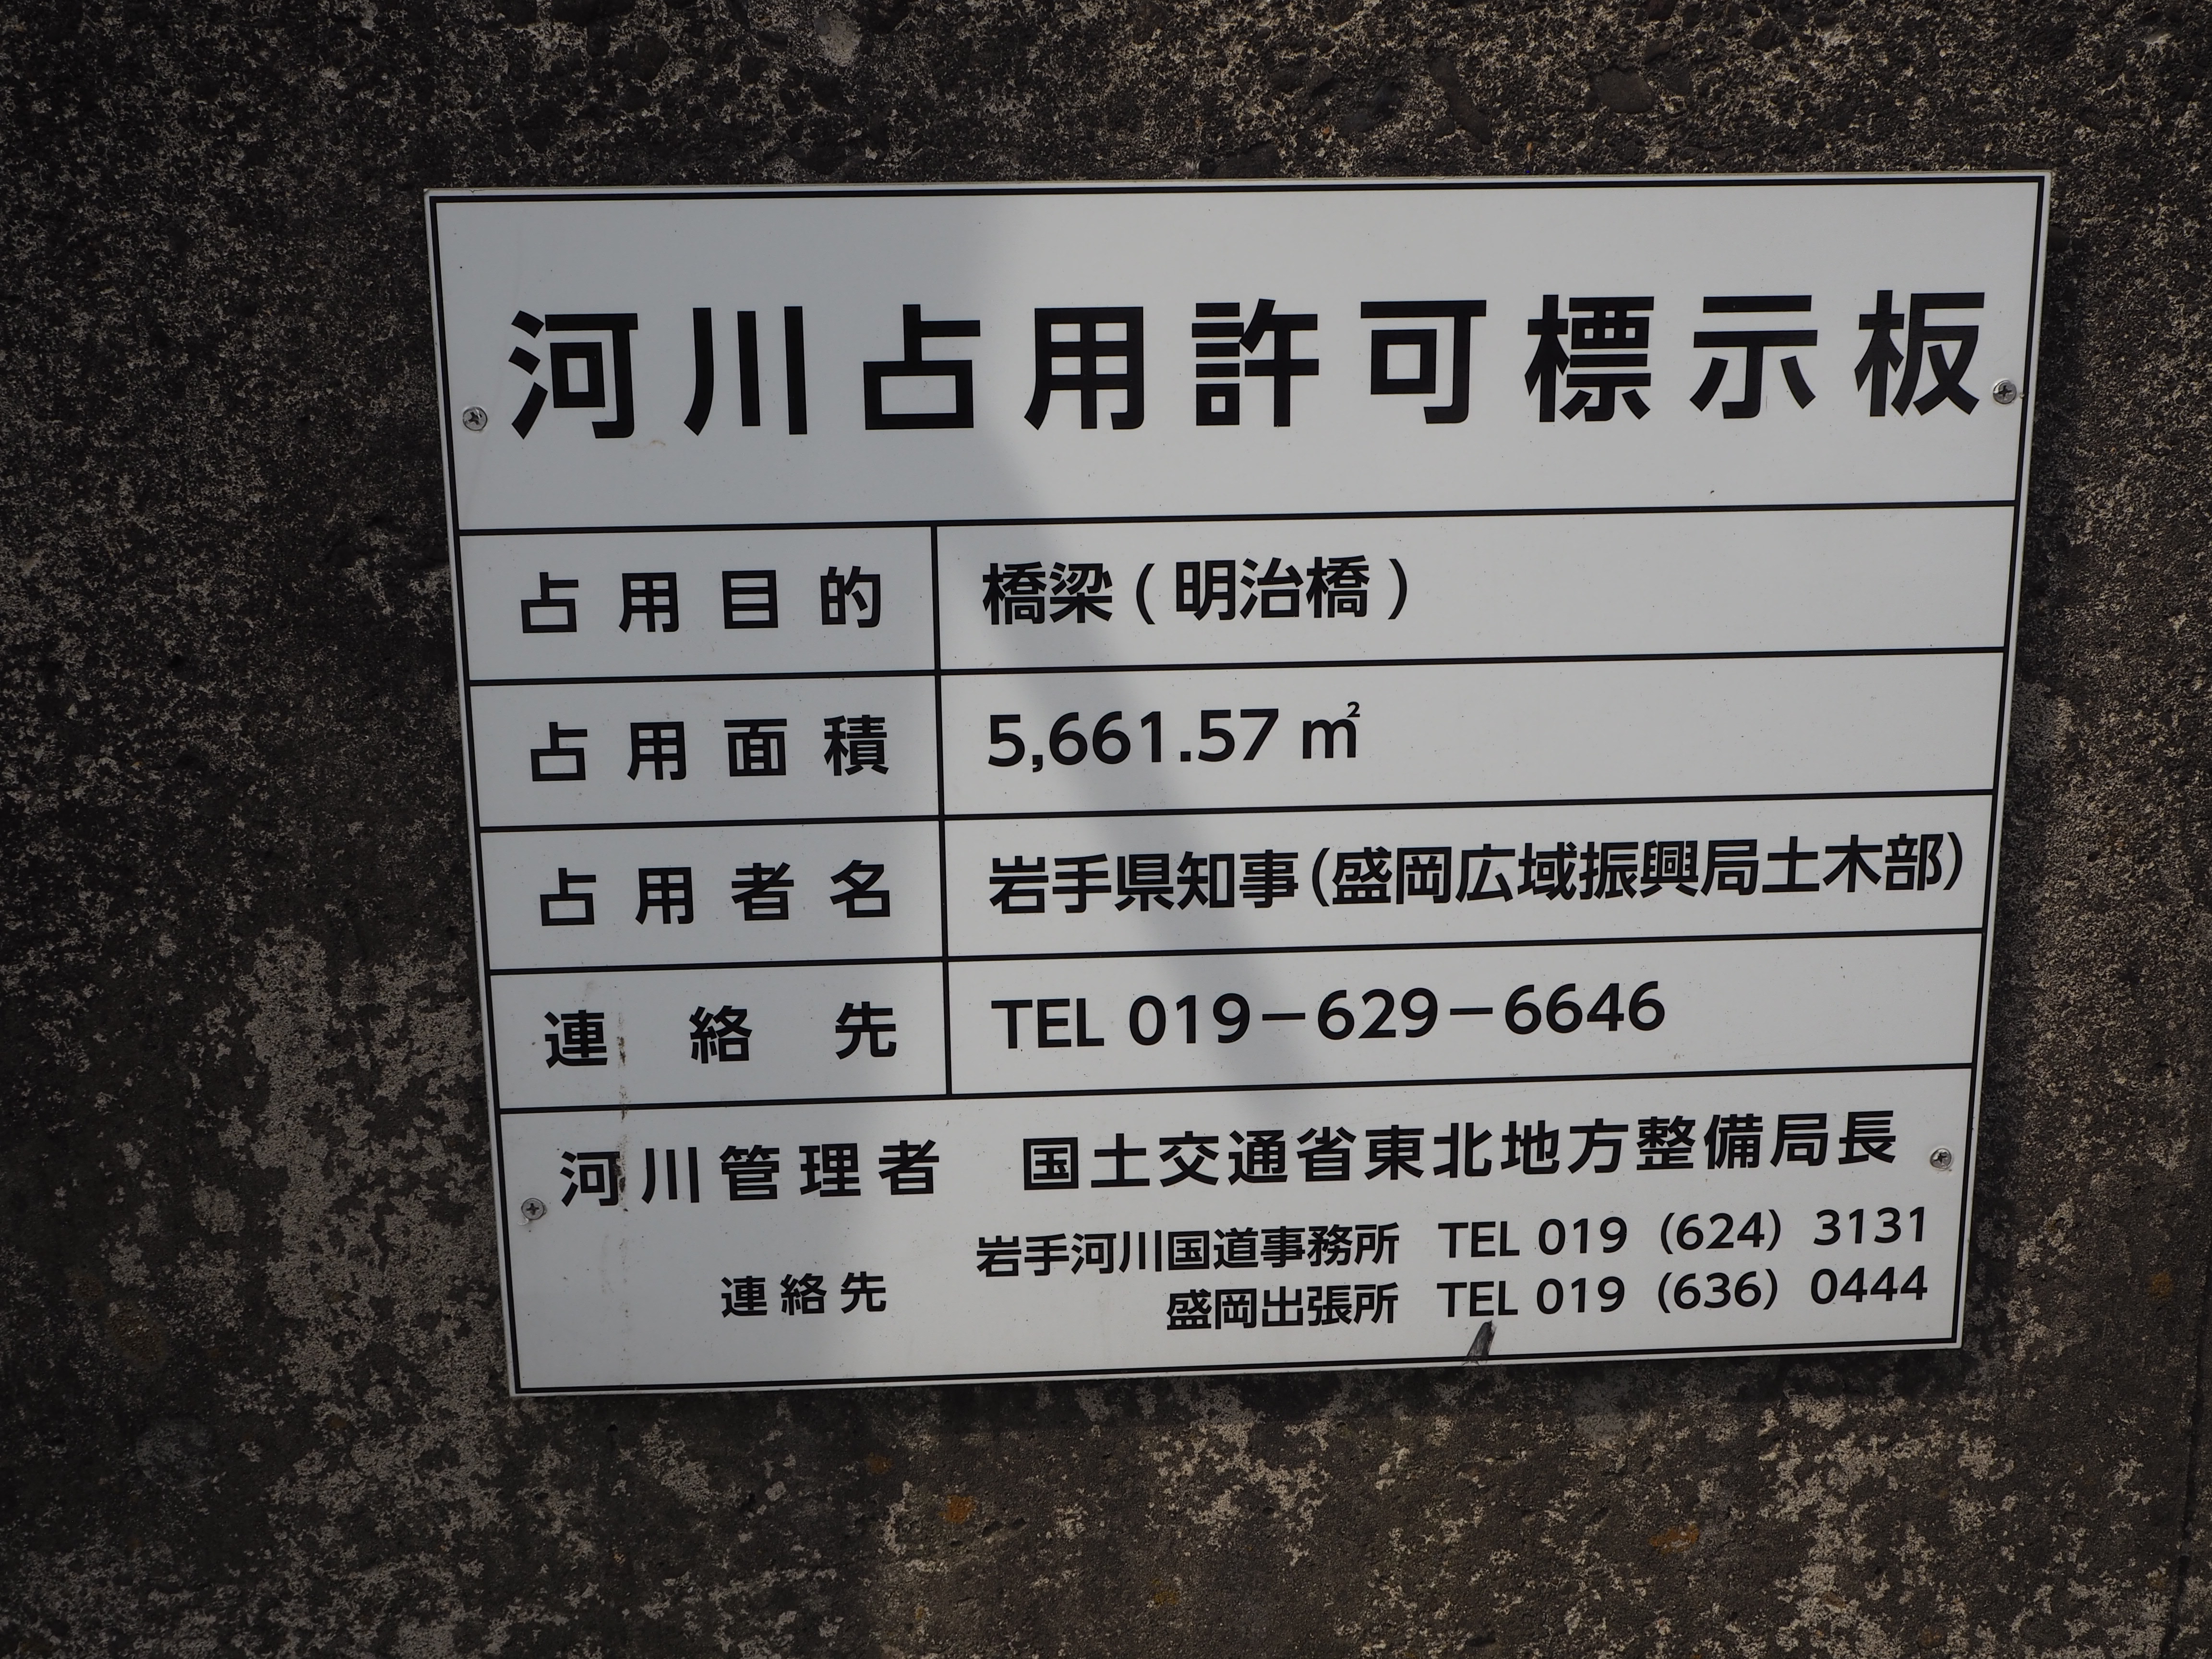 河川占用許可標示板
占用目的 橋梁(明治橋)
占用面積 5,661.57㎡
占用者名 岩手県知事(盛岡広域振興局土木部)
連絡先 TEL 019-629-6646
河川管理者 国土交通省東北地方整備局長
岩手河川国道事務所 TEL 019 (624) 3131
連絡先 盛岡出張所 TEL 019 (636) 0444